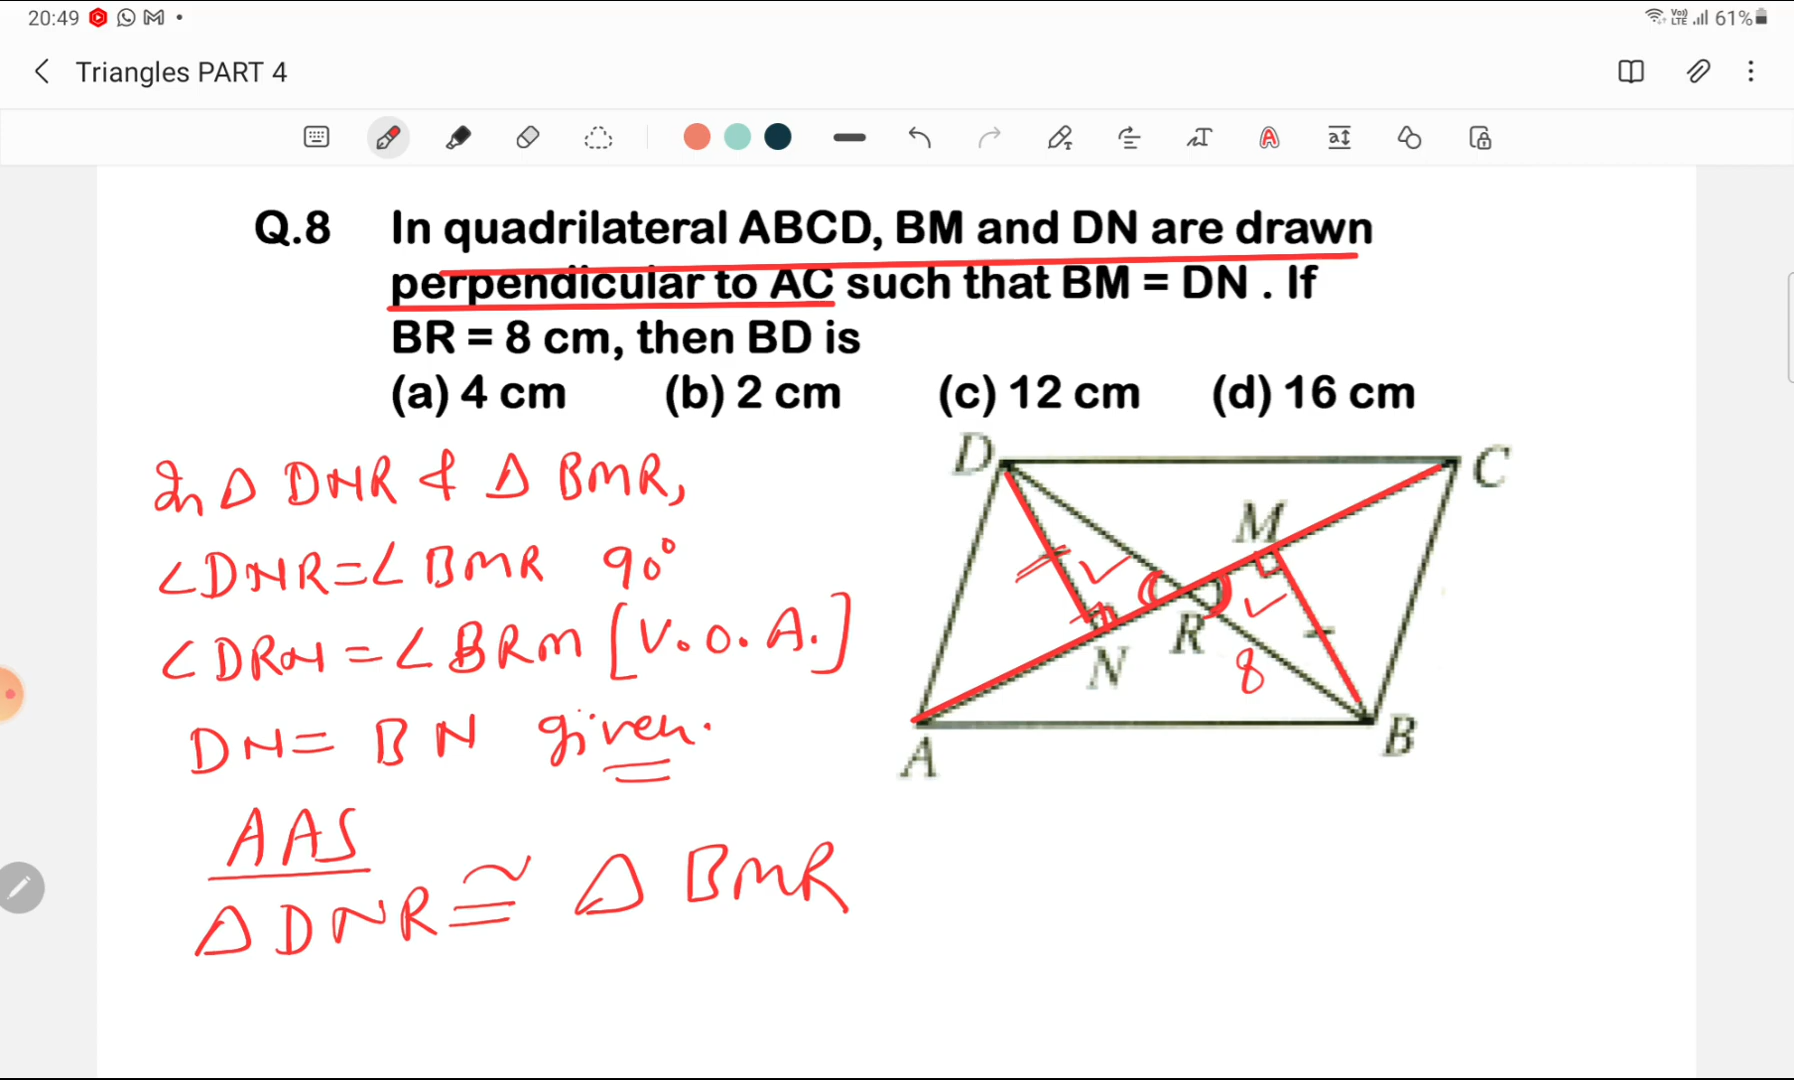 20:49
61%
Triangles PART 4
Q.8 In quadrilateral ABCD, BM and DN are drawn
perpendicular to AC such that BM = DN . If
BR = 8 cm, then BD is
(a) 4 cm (b) 2 cm (c) 12 cm (d) 16 cm
In △ DNR & △ BMR,
∠DNR=∠BMR 90°
∠DRN=∠BRM [V.O.A.]
DN= BN given.
AAS
△ DNR ≅ △ BMR
D
C
M
R
N
8
A
B